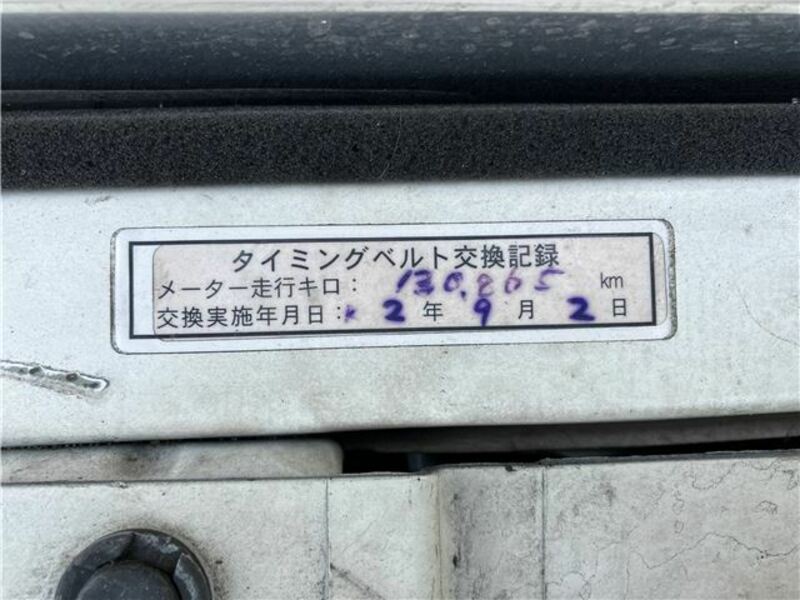 タイミングベルト交換記録
メーター走行キロ: 130,865 km
交換実施年月日: 2年 9月 2日